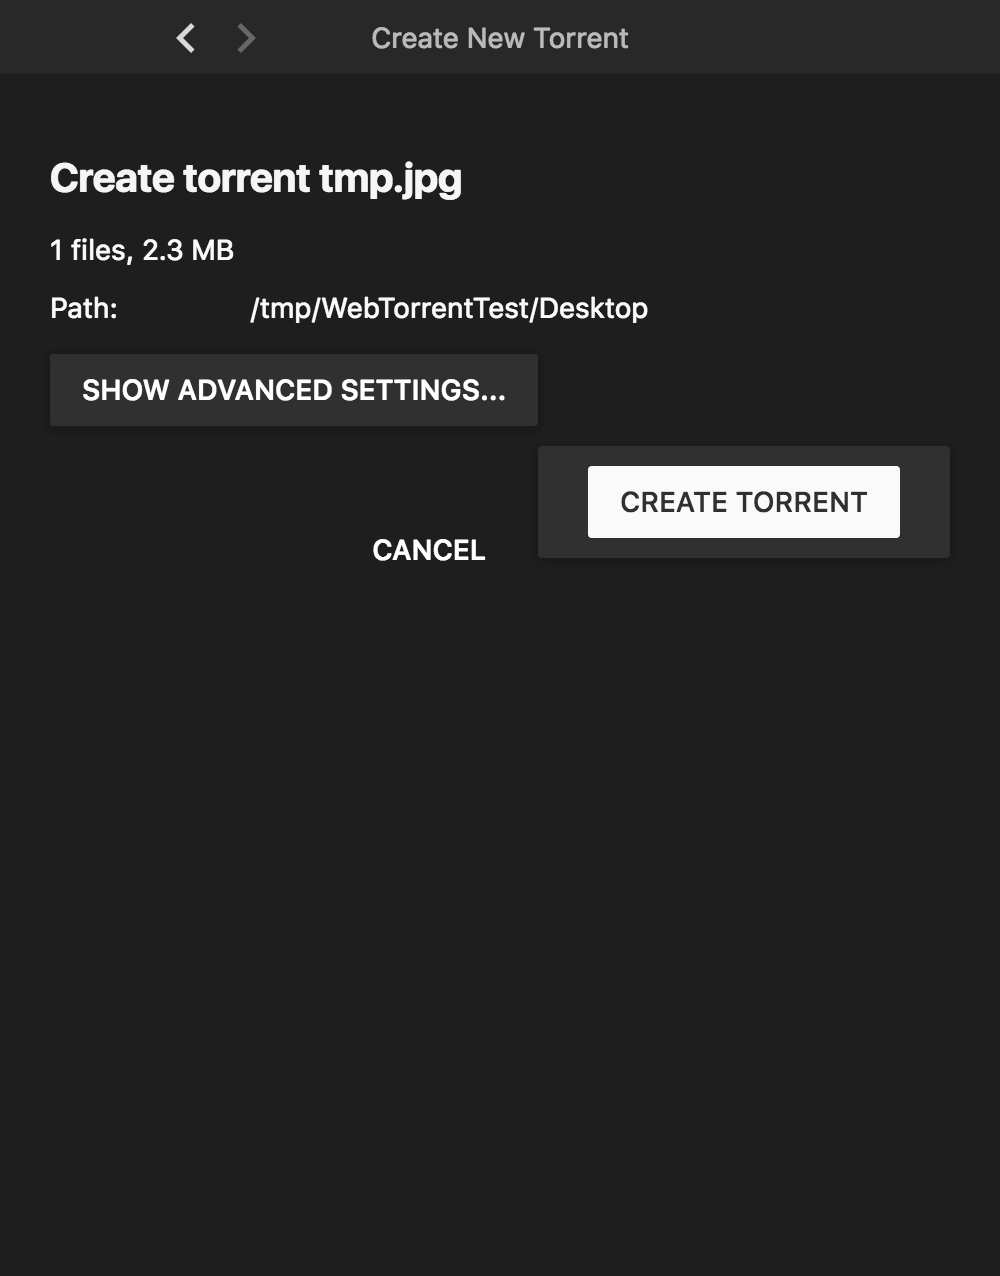 Create New Torrent
Create torrent tmp.jpg
1 files, 2.3 MB
Path: /tmp/WebTorrentTest/Desktop
SHOW ADVANCED SETTINGS...
CREATE TORRENT
CANCEL